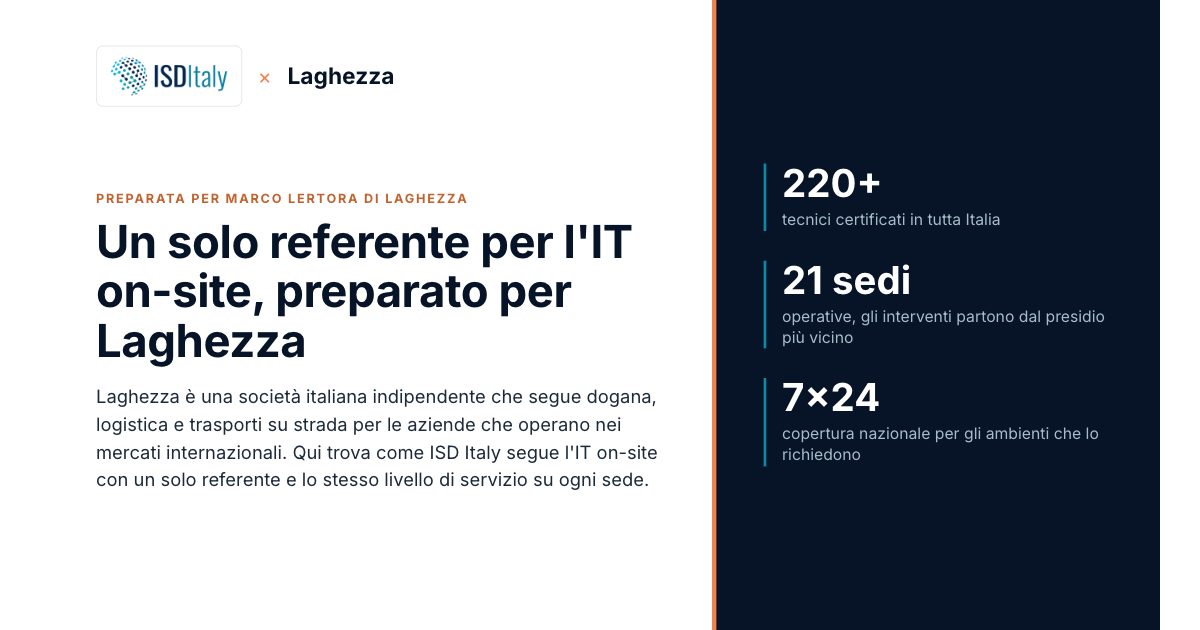 ISDItaly × Laghezza
PREPARATA PER MARCO LERTORA DI LAGHEZZA
Un solo referente per l'IT
on-site, preparato per
Laghezza
Laghezza è una società italiana indipendente che segue dogana,
logistica e trasporti su strada per le aziende che operano nei
mercati internazionali. Qui trova come ISD Italy segue l'IT on-site
con un solo referente e lo stesso livello di servizio su ogni sede.
220+
tecnici certificati in tutta Italia
21 sedi
operative, gli interventi partono dal presidio
più vicino
7×24
copertura nazionale per gli ambienti che lo
richiedono